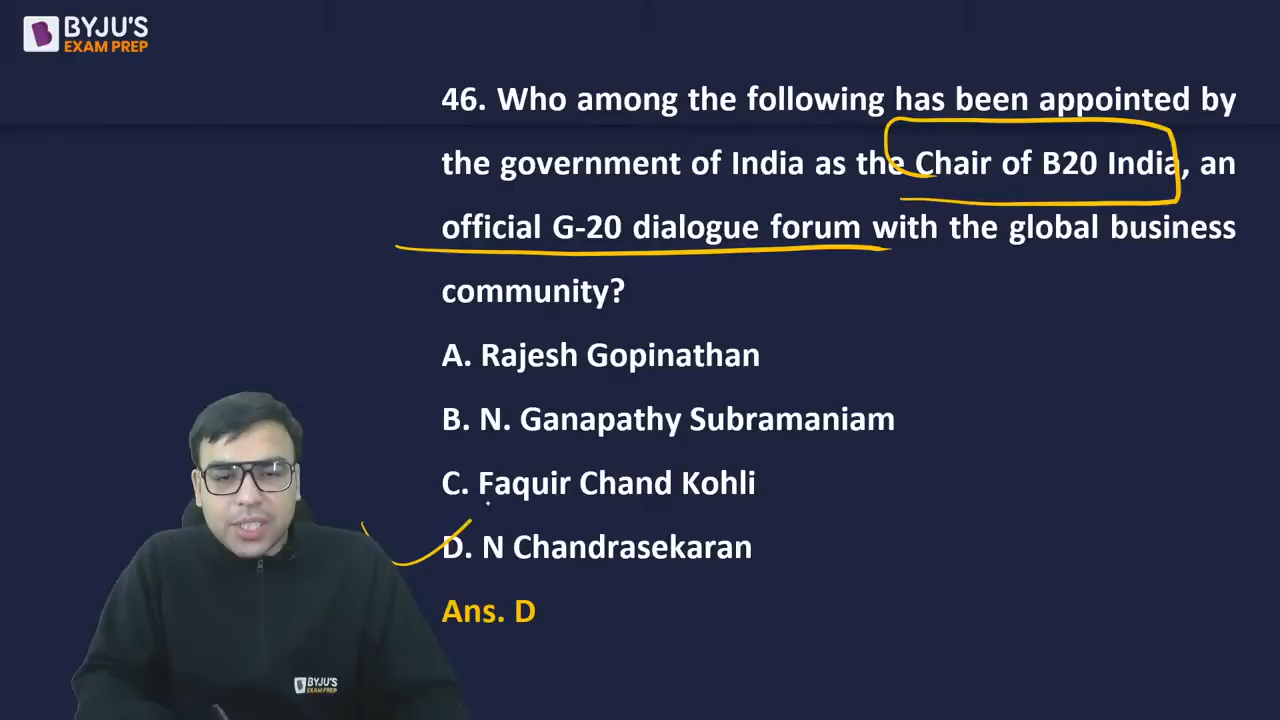 BYJU'S
EXAM PREP
46. Who among the following has been appointed by
the government of India as the Chair of B20 India, an
official G-20 dialogue forum with the global business
community?
A. Rajesh Gopinathan
B. N. Ganapathy Subramaniam
C. Faquir Chand Kohli
D. N Chandrasekaran
Ans. D
BYJU'S
EXAM PREP